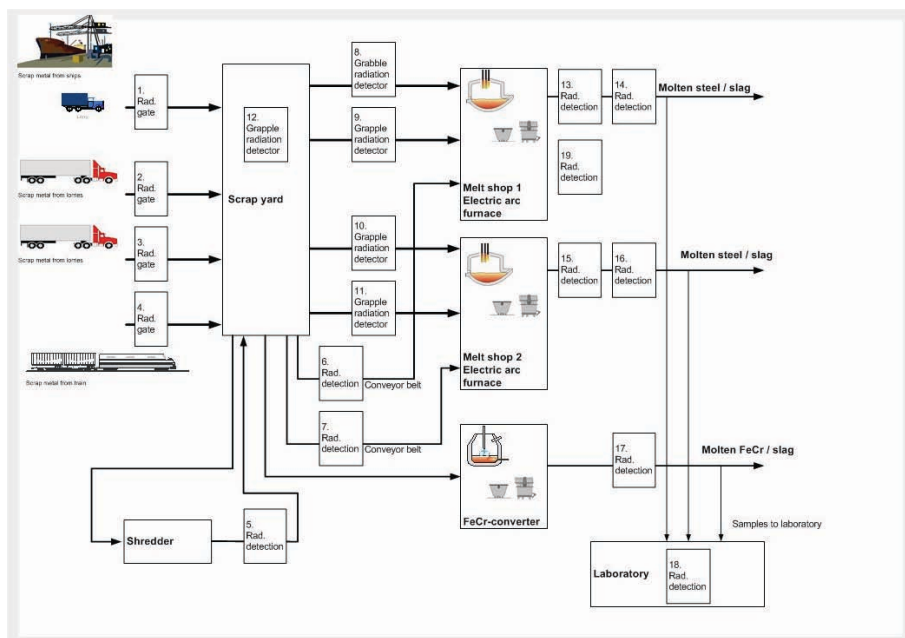 Scrap metal from ships
1.
Rad.
gate
Scrap metal from lorries
2.
Rad.
gate
Scrap metal from lorries
3.
Rad.
gate
4.
Rad.
gate
Scrap metal from train
12.
Grapple
radiation
detector
Scrap yard
8.
Grabble
radiation
detector
9.
Grapple
radiation
detector
10.
Grapple
radiation
detector
11.
Grapple
radiation
detector
6.
Rad.
detection
Conveyor belt
7.
Rad.
detection
Conveyor belt
Shredder
5.
Rad.
detection
Melt shop 1
Electric arc
furnace
13.
Rad.
detection
14.
Rad.
detection
Molten steel / slag
19.
Rad.
detection
Melt shop 2
Electric arc
furnace
15.
Rad.
detection
16.
Rad.
detection
Molten steel / slag
FeCr-converter
17.
Rad.
detection
Molten FeCr / slag
Samples to laboratory
Laboratory
18.
Rad.
detection